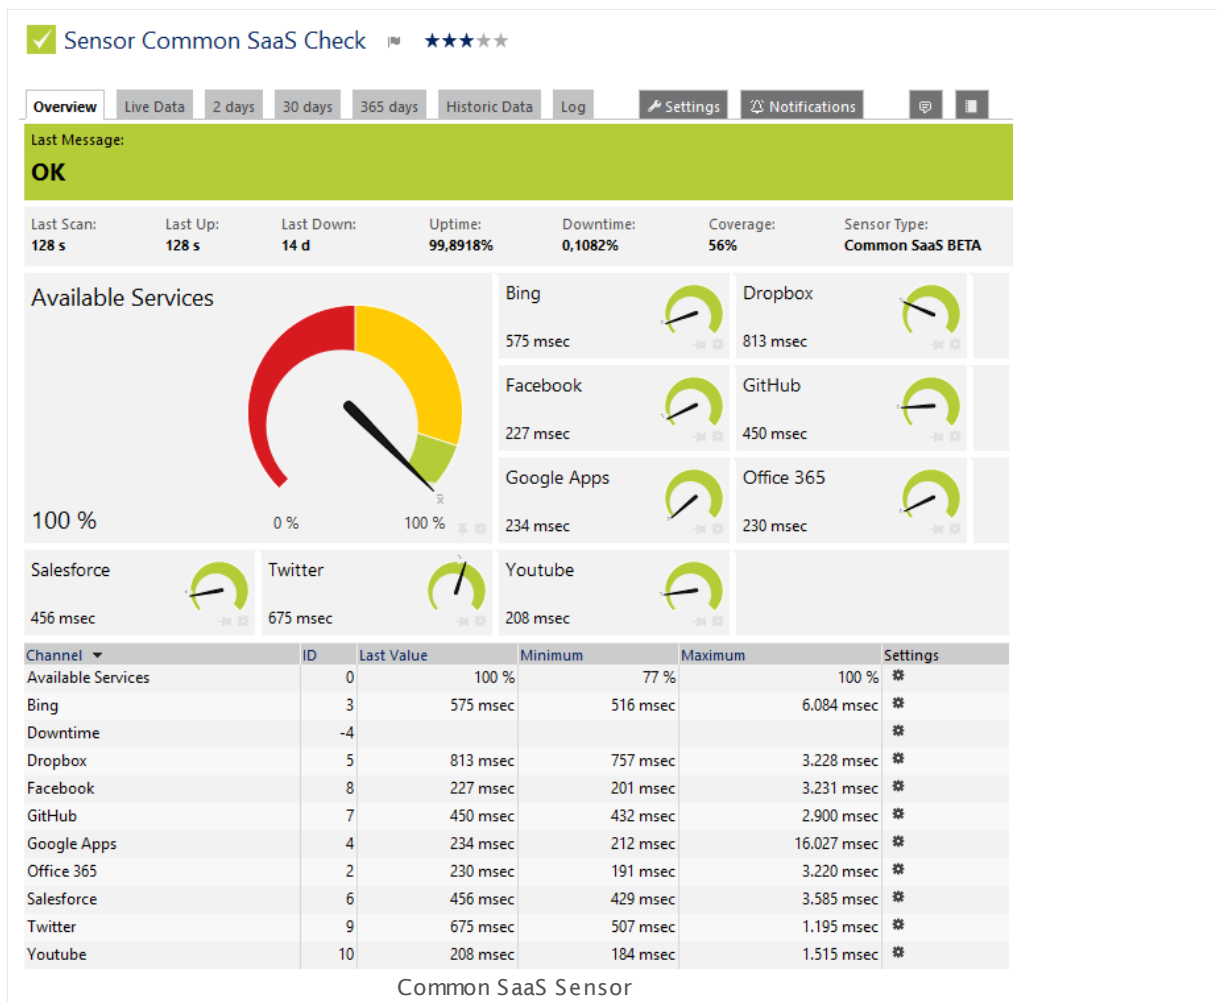 Sensor Common SaaS Check
Overview Live Data 2 days 30 days 365 days Historic Data Log Settings Notifications
Last Message:
OK
Last Scan: Last Up: Last Down: Uptime: Downtime: Coverage: Sensor Type:
128 s 128 s 14 d 99,8918% 0,1082% 56% Common SaaS BETA
Available Services
100 %
0 % 100 %
Bing
575 msec
Dropbox
813 msec
Facebook
227 msec
GitHub
450 msec
Google Apps
234 msec
Office 365
230 msec
Salesforce
456 msec
Twitter
675 msec
Youtube
208 msec
Channel ID Last Value Minimum Maximum Settings
Available Services 0 100 % 77 % 100 %
Bing 3 575 msec 516 msec 6.084 msec
Downtime -4
Dropbox 5 813 msec 757 msec 3.228 msec
Facebook 8 227 msec 201 msec 3.231 msec
GitHub 7 450 msec 432 msec 2.900 msec
Google Apps 4 234 msec 212 msec 16.027 msec
Office 365 2 230 msec 191 msec 3.220 msec
Salesforce 6 456 msec 429 msec 3.585 msec
Twitter 9 675 msec 507 msec 1.195 msec
Youtube 10 208 msec 184 msec 1.515 msec
Common SaaS Sensor